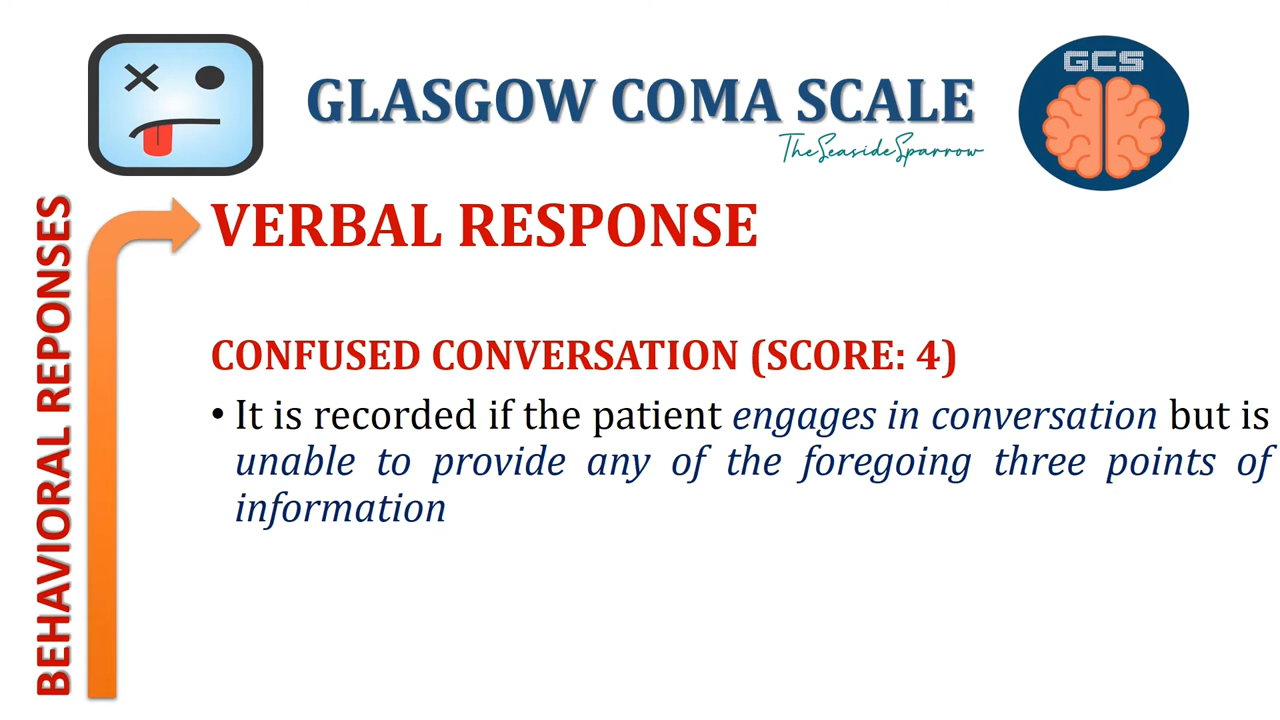 GCS
GLASGOW COMA SCALE
TheSeasideSparrow
BEHAVIORAL REPONSES
VERBAL RESPONSE
CONFUSED CONVERSATION (SCORE: 4)
• It is recorded if the patient engages in conversation but is
unable to provide any of the foregoing three points of
information